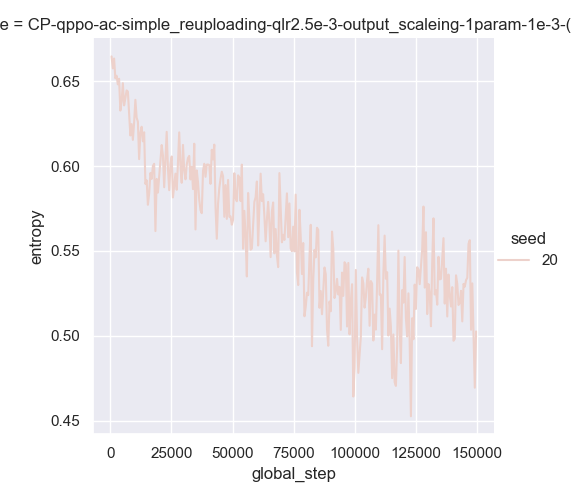 e = CP-qppo-ac-simple_reuploading-qlr2.5e-3-output_scaleing-1param-1e-3-(
0.65
0.60
0.55
0.50
0.45
entropy
0 25000 50000 75000 100000 125000 150000
global_step
seed
20